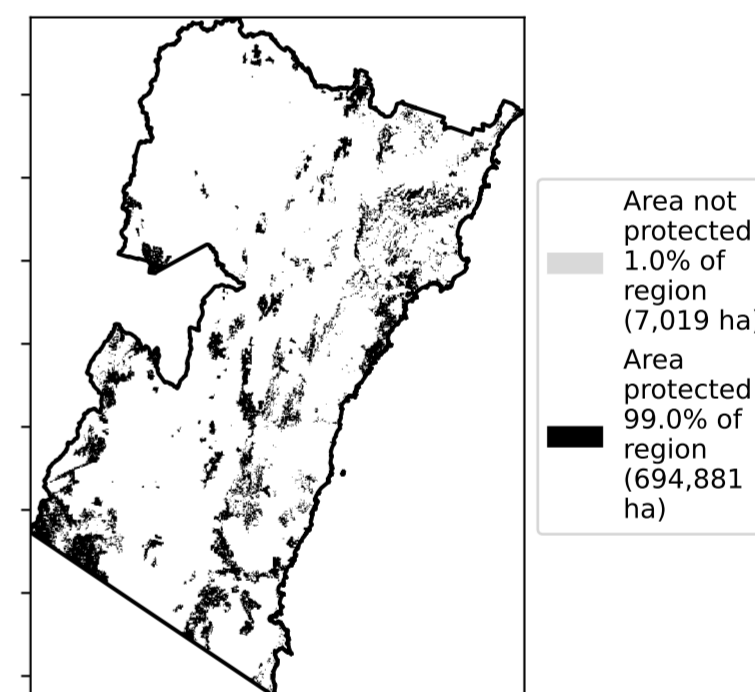 Area not
protected
1.0% of
region
(7,019 ha)
Area
protected
99.0% of
region
(694,881
ha)